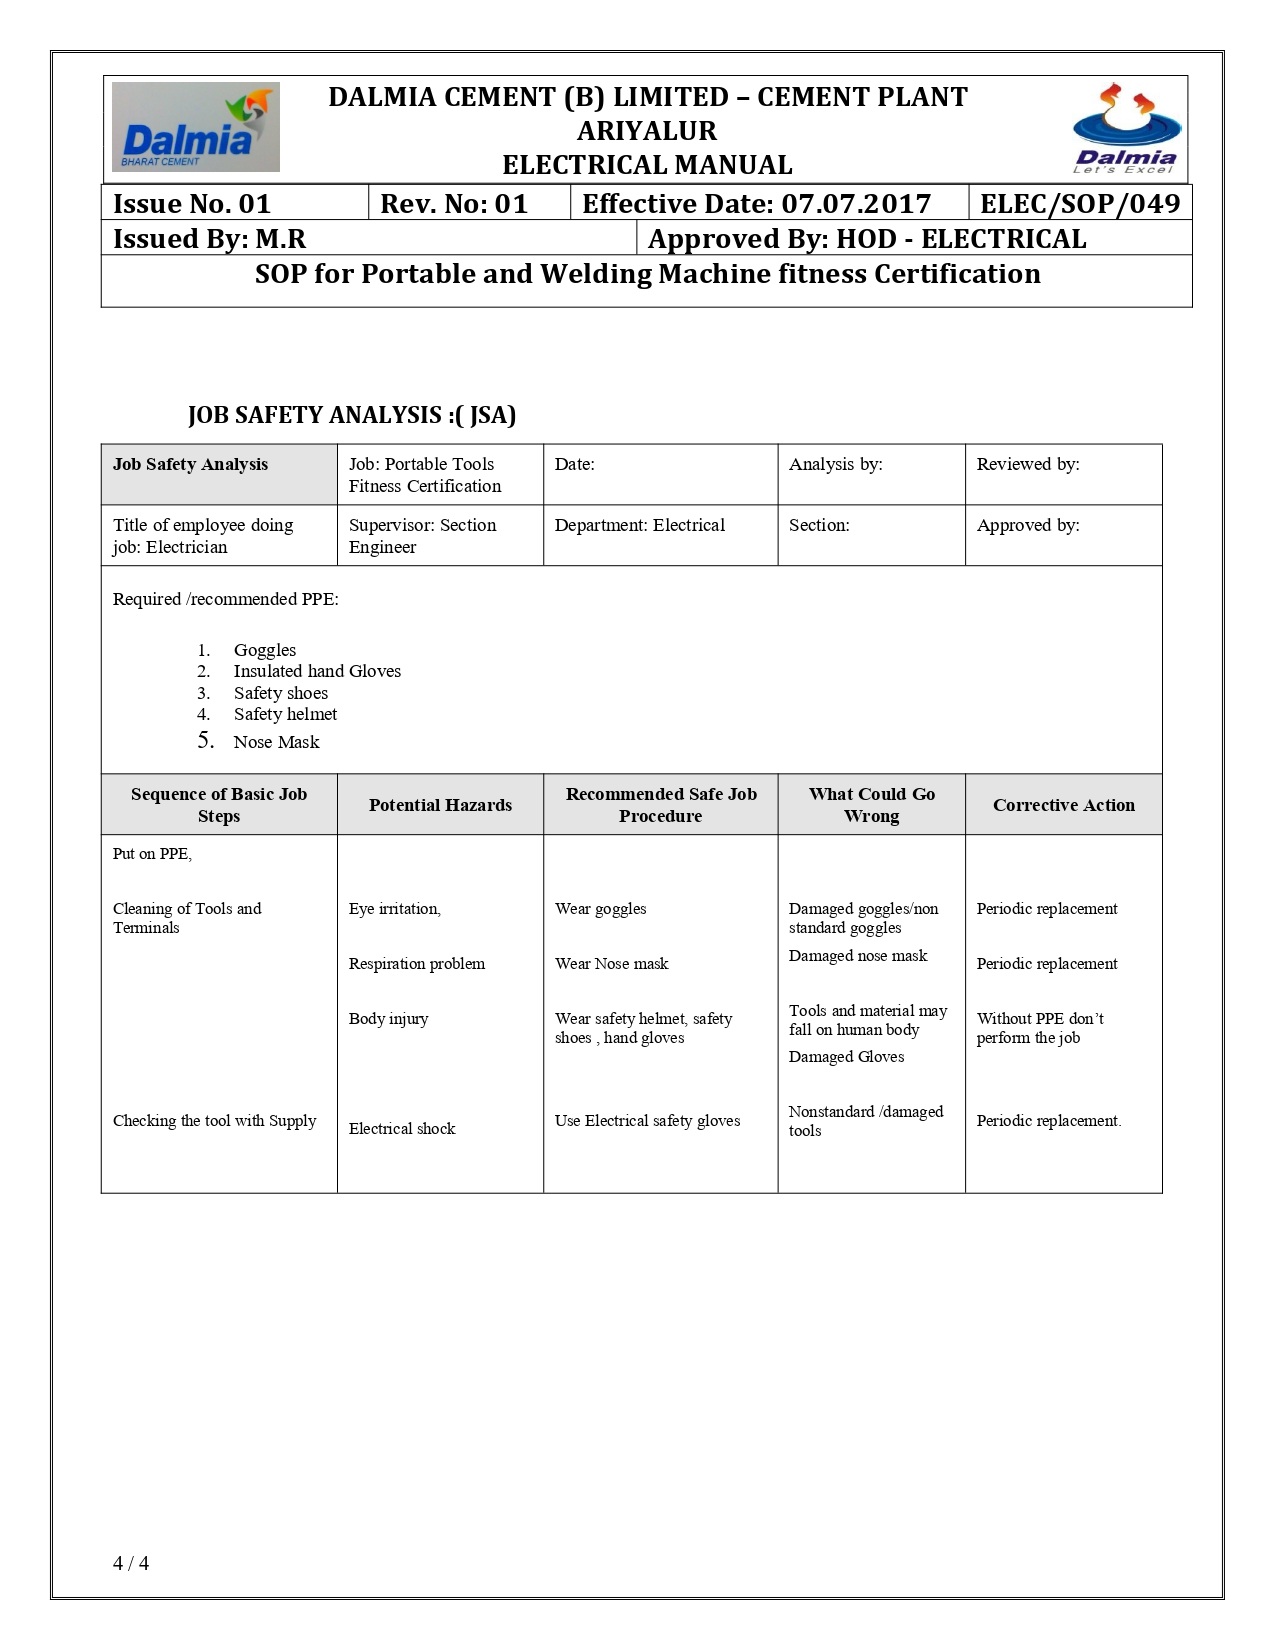 Dalmia
BHARAT CEMENT
DALMIA CEMENT (B) LIMITED – CEMENT PLANT
ARIYALUR
ELECTRICAL MANUAL
Dalmia
Let's Excel
Issue No. 01 Rev. No: 01 Effective Date: 07.07.2017 ELEC/SOP/049
Issued By: M.R Approved By: HOD - ELECTRICAL
SOP for Portable and Welding Machine fitness Certification
JOB SAFETY ANALYSIS :( JSA)
Job Safety Analysis
Job: Portable Tools
Fitness Certification
Date:
Analysis by:
Reviewed by:
Title of employee doing
job: Electrician
Supervisor: Section
Engineer
Department: Electrical
Section:
Approved by:
Required /recommended PPE:
1. Goggles
2. Insulated hand Gloves
3. Safety shoes
4. Safety helmet
5. Nose Mask
Sequence of Basic Job
Steps
Potential Hazards
Recommended Safe Job
Procedure
What Could Go
Wrong
Corrective Action
Put on PPE,
Cleaning of Tools and
Terminals
Eye irritation,
Wear goggles
Damaged goggles/non
standard goggles
Periodic replacement
Respiration problem
Wear Nose mask
Damaged nose mask
Periodic replacement
Body injury
Wear safety helmet, safety
shoes , hand gloves
Tools and material may
fall on human body
Damaged Gloves
Without PPE don’t
perform the job
Checking the tool with Supply
Electrical shock
Use Electrical safety gloves
Nonstandard /damaged
tools
Periodic replacement.
4 / 4